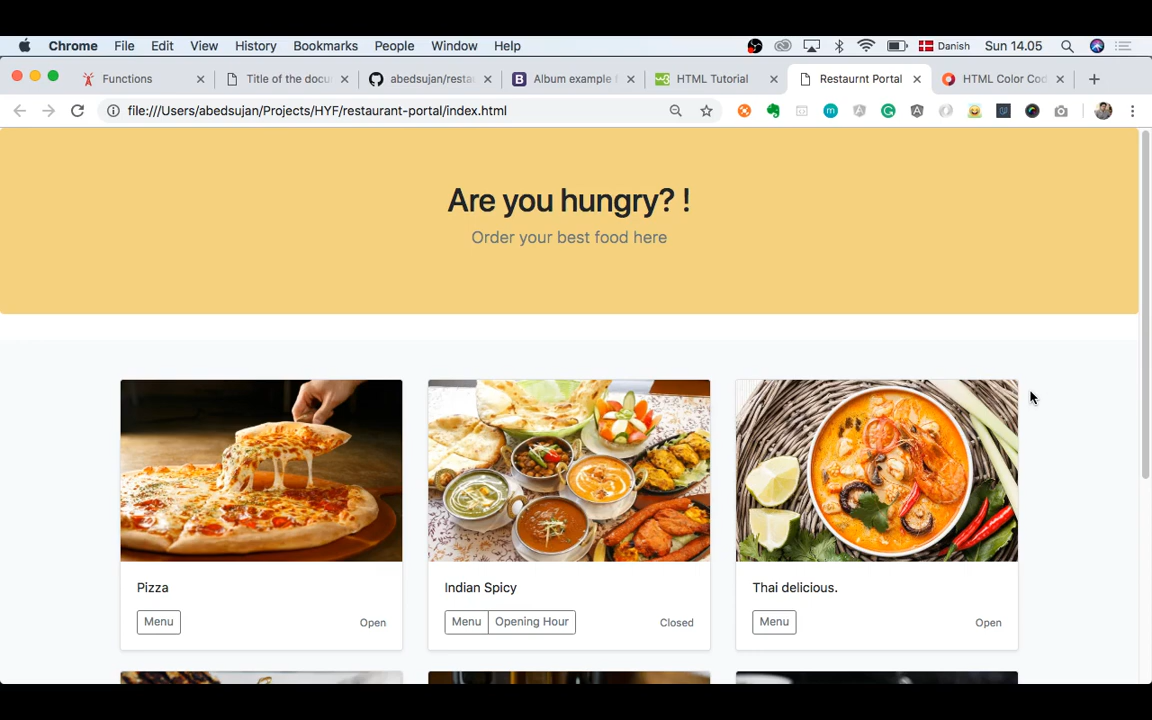 Chrome File Edit View History Bookmarks People Window Help Danish Sun 14.05
Functions Title of the docu abedsujan/resta Album example f HTML Tutorial Restaurnt Portal HTML Color Cod
file:///Users/abedsujan/Projects/HYF/restaurant-portal/index.html
Are you hungry? !
Order your best food here
Pizza
Menu Open
Indian Spicy
Menu Opening Hour Closed
Thai delicious.
Menu Open